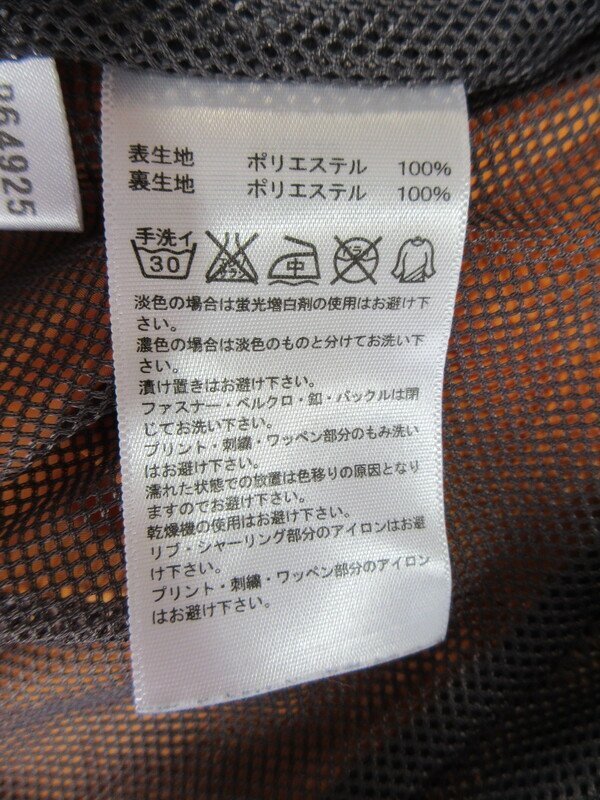 864925
表生地 ポリエステル 100%
裏生地 ポリエステル 100%
手洗イ
30
中
淡色の場合は蛍光増白剤の使用はお避け下
さい。
濃色の場合は淡色のものと分けてお洗い下
さい。
漬け置きはお避け下さい。
ファスナー・ベルクロ・釦・バックルは閉
じてお洗い下さい。
プリント・刺繍・ワッペン部分のもみ洗い
はお避け下さい。
濡れた状態での放置は色移りの原因となり
ますのでお避け下さい。
乾燥機の使用はお避け下さい。
リブ・シャーリング部分のアイロンはお避
け下さい。
プリント・刺繍・ワッペン部分のアイロン
はお避け下さい。